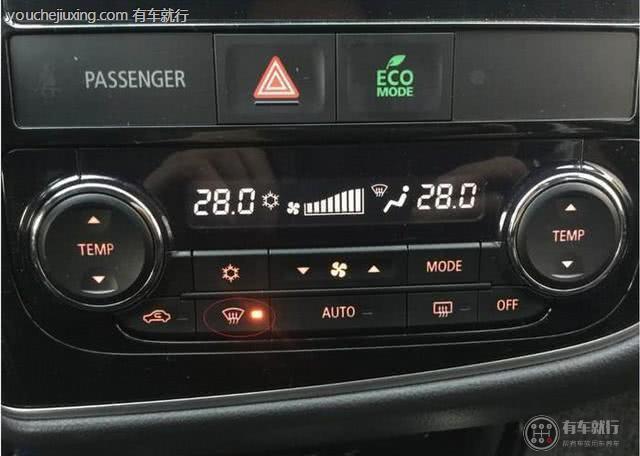 youchejiuxing.com 有车就行
PASSENGER
ECO
MODE
28.0
28.0
TEMP
TEMP
MODE
AUTO
OFF
有车就行